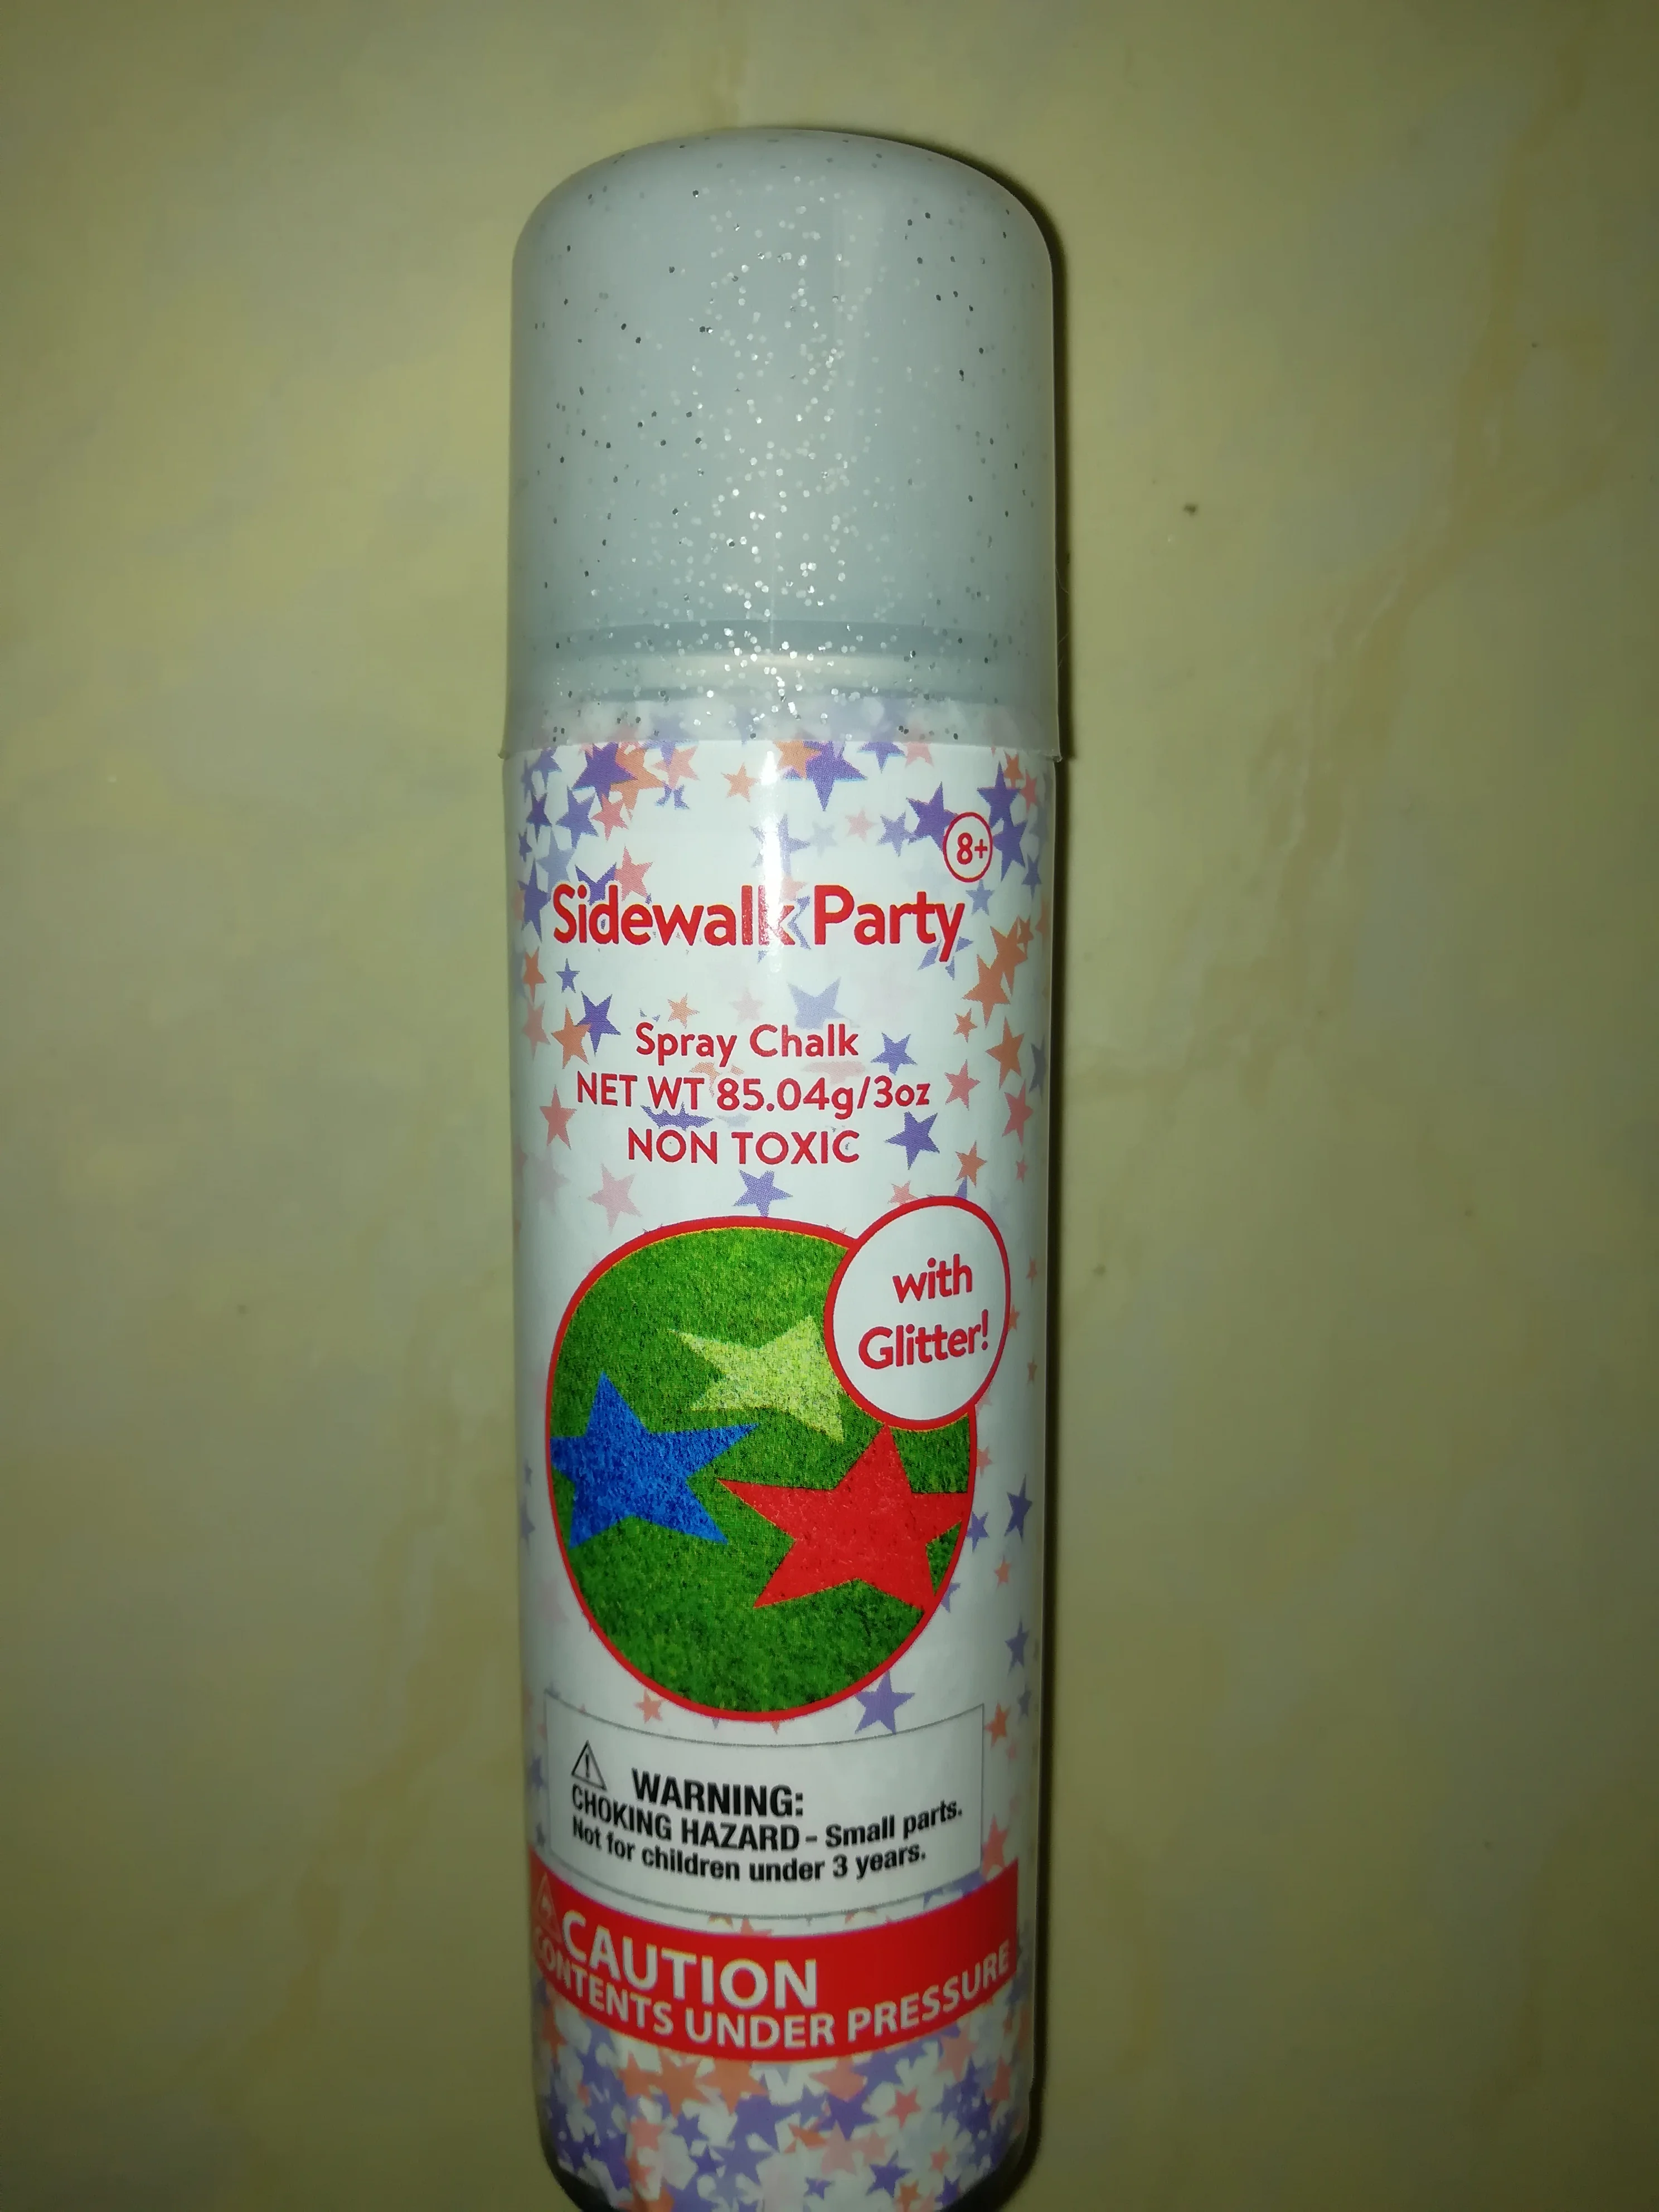 8+
Sidewalk Party
Spray Chalk
NET WT 85.04g/3oz
NON TOXIC
with
Glitter!
WARNING:
CHOKING HAZARD - Small parts.
Not for children under 3 years.
CAUTION
CONTENTS UNDER PRESSURE